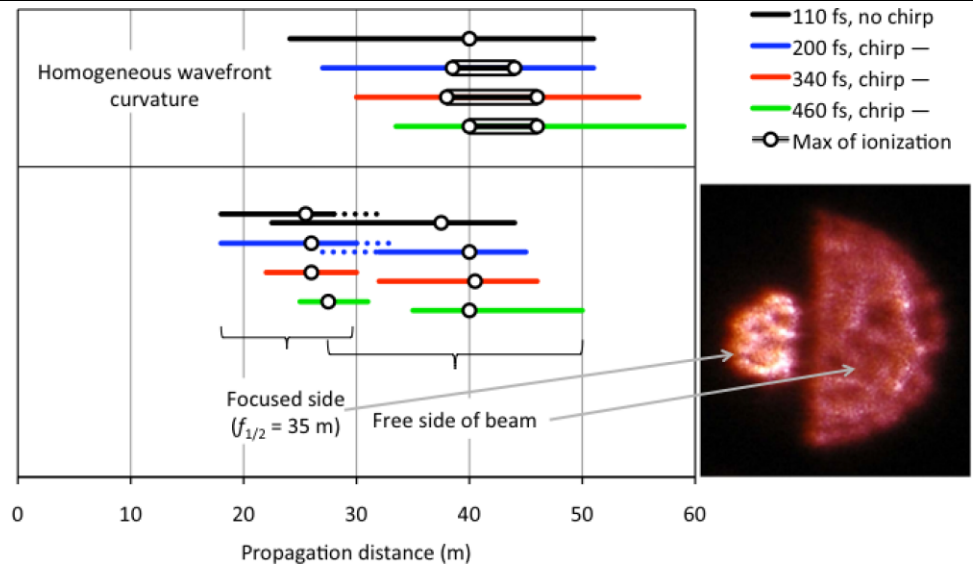 110 fs, no chirp
200 fs, chirp —
340 fs, chirp —
460 fs, chrip —
Max of ionization
Homogeneous wavefront
curvature
Focused side
(f1/2 = 35 m)
Free side of beam
0 10 20 30 40 50 60
Propagation distance (m)